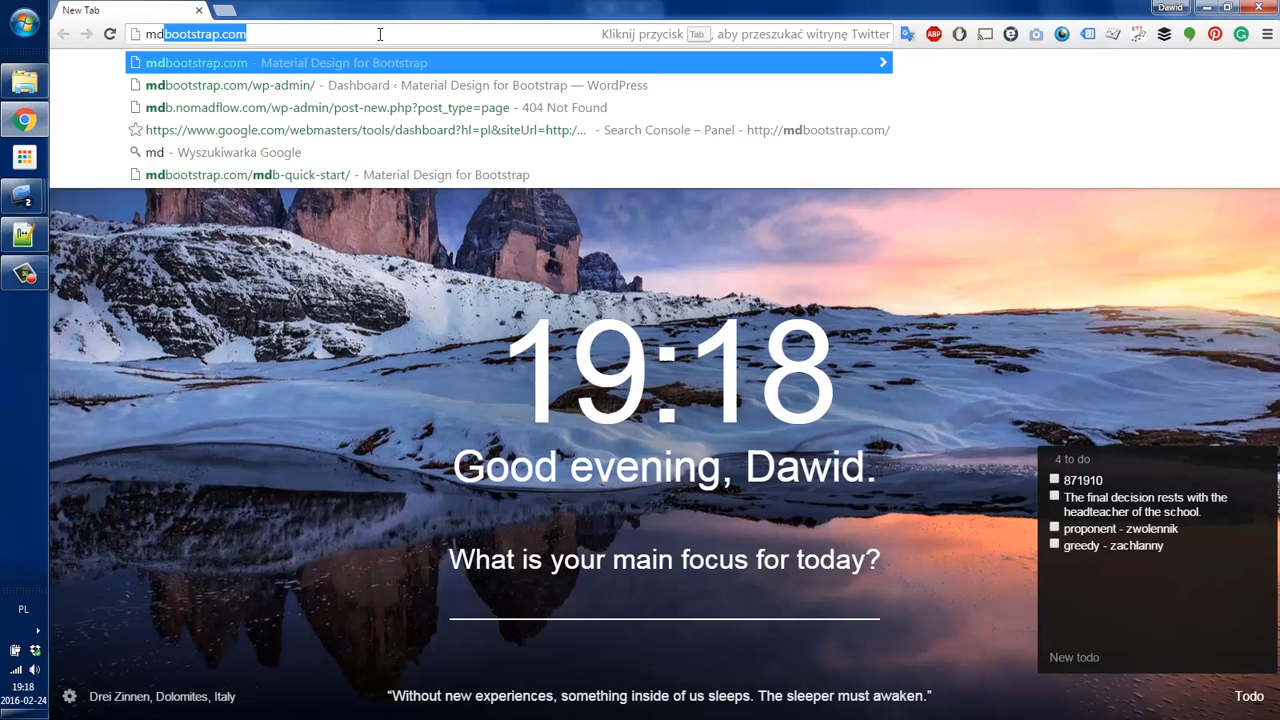 New Tab
Dawid
mdbootstrap.com
Kliknij przycisk Tab, aby przeszukać witrynę Twitter
mdbootstrap.com - Material Design for Bootstrap
mdbootstrap.com/wp-admin/ - Dashboard ‹ Material Design for Bootstrap — WordPress
mdb.nomadflow.com/wp-admin/post-new.php?post_type=page - 404 Not Found
https://www.google.com/webmasters/tools/dashboard?hl=pl&siteUrl=http:/... - Search Console – Panel - http://mdbootstrap.com/
md - Wyszukiwarka Google
mdbootstrap.com/mdb-quick-start/ - Material Design for Bootstrap
19:18
Good evening, Dawid.
What is your main focus for today?
4 to do
871910
The final decision rests with the
headteacher of the school.
proponent - zwolennik
greedy - zachłanny
New todo
PL
19:18
2016-02-24
Drei Zinnen, Dolomites, Italy
“Without new experiences, something inside of us sleeps. The sleeper must awaken.”
Todo